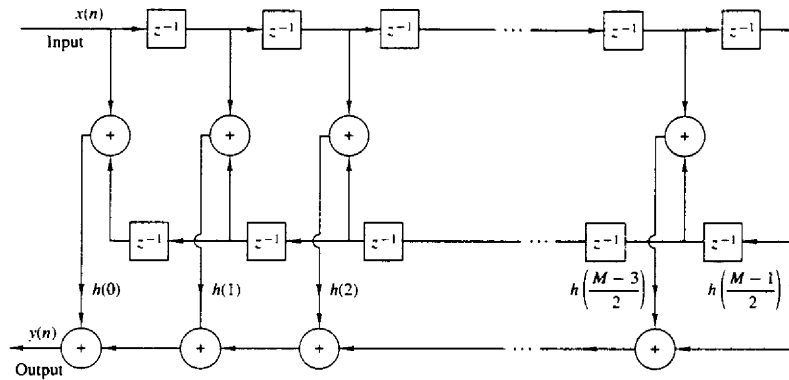 x(n)
Input
z⁻¹ z⁻¹ z⁻¹ ... z⁻¹ z⁻¹
+ + + +
z⁻¹ z⁻¹ z⁻¹ ... z⁻¹ z⁻¹
h(0) h(1) h(2) h((M − 3)/2) h((M − 1)/2)
y(n)
+ + + ... +
Output